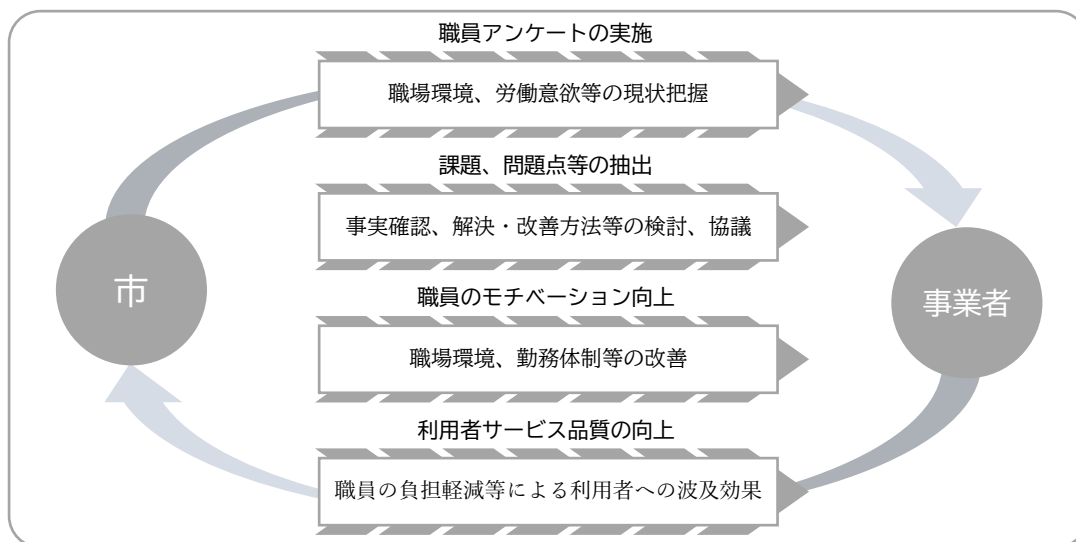 職員アンケートの実施
職場環境、労働意欲等の現状把握
課題、問題点等の抽出
事実確認、解決・改善方法等の検討、協議
市
事業者
職員のモチベーション向上
職場環境、勤務体制等の改善
利用者サービス品質の向上
職員の負担軽減等による利用者への波及効果